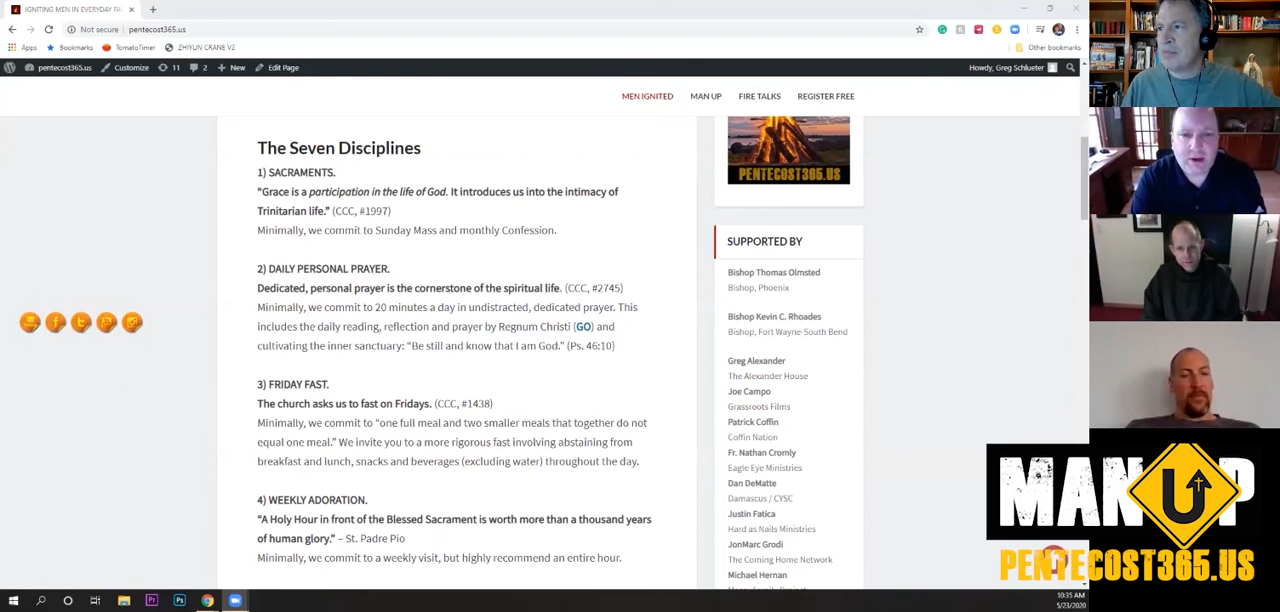 IGNITING MEN IN EVERYDAY FA
Not secure | pentecost365.us
Apps Bookmarks TomatoTimer ZHIYUN CRANE V2 Other bookmarks
pentecost365.us Customize 11 2 New Edit Page Howdy, Greg Schlueter
MEN IGNITED MAN UP FIRE TALKS REGISTER FREE
The Seven Disciplines
1) SACRAMENTS.
“Grace is a participation in the life of God. It introduces us into the intimacy of
Trinitarian life.” (CCC, #1997)
Minimally, we commit to Sunday Mass and monthly Confession.
2) DAILY PERSONAL PRAYER.
Dedicated, personal prayer is the cornerstone of the spiritual life. (CCC, #2745)
Minimally, we commit to 20 minutes a day in undistracted, dedicated prayer. This
includes the daily reading, reflection and prayer by Regnum Christi (GO) and
cultivating the inner sanctuary: “Be still and know that I am God.” (Ps. 46:10)
3) FRIDAY FAST.
The church asks us to fast on Fridays. (CCC, #1438)
Minimally, we commit to “one full meal and two smaller meals that together do not
equal one meal.” We invite you to a more rigorous fast involving abstaining from
breakfast and lunch, snacks and beverages (excluding water) throughout the day.
4) WEEKLY ADORATION.
“A Holy Hour in front of the Blessed Sacrament is worth more than a thousand years
of human glory.” – St. Padre Pio
Minimally, we commit to a weekly visit, but highly recommend an entire hour.
PENTECOST365.US
SUPPORTED BY
Bishop Thomas Olmsted
Bishop, Phoenix
Bishop Kevin C. Rhoades
Bishop, Fort Wayne-South Bend
Greg Alexander
The Alexander House
Joe Campo
Grassroots Films
Patrick Coffin
Coffin Nation
Fr. Nathan Cromly
Eagle Eye Ministries
Dan DeMatte
Damascus / CYSC
Justin Fatica
Hard as Nails Ministries
JonMarc Grodi
The Coming Home Network
Michael Hernan
MAN UP
PENTECOST365.US
10:35 AM
5/23/2020